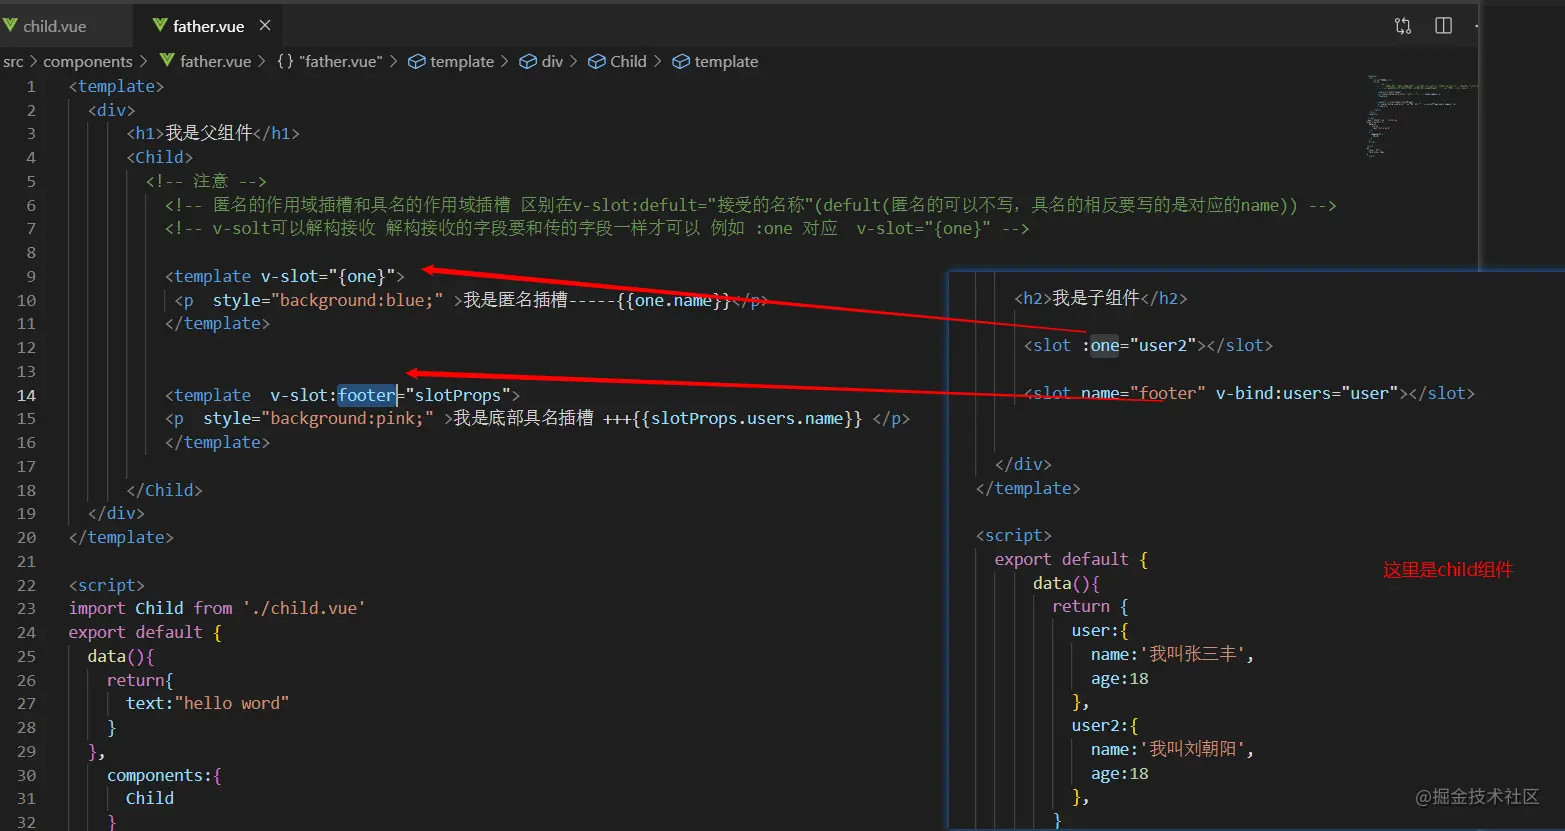 child.vue
father.vue
src > components > father.vue > {} "father.vue" > template > div > Child > template
1 <template>
2 <div>
3 <h1>我是父组件</h1>
4 <Child>
5 <!-- 注意 -->
6 <!-- 匿名的作用域插槽和具名的作用域插槽 区别在v-slot:defult="接受的名称"(defult(匿名的可以不写，具名的相反要写的是对应的name)) -->
7 <!-- v-solt可以解构接收 解构接收的字段要和传的字段一样才可以 例如 :one 对应  v-slot="{one}" -->
8
9 <template v-slot="{one}">
10 <p  style="background:blue;" >我是匿名插槽-----{{one.name}}</p>
11 </template>
12
13
14 <template  v-slot:footer="slotProps">
15 <p  style="background:pink;" >我是底部具名插槽 +++{{slotProps.users.name}} </p>
16 </template>
17
18 </Child>
19 </div>
20 </template>
21
22 <script>
23 import Child from './child.vue'
24 export default {
25 data(){
26 return{
27 text:"hello word"
28 }
29 },
30 components:{
31 Child
32 }
<h2>我是子组件</h2>
<slot :one="user2"></slot>
<slot name="footer" v-bind:users="user"></slot>
</div>
</template>
<script>
export default {
data(){
return {
user:{
name:'我叫张三丰',
age:18
},
user2:{
name:'我叫刘朝阳',
age:18
},
}
这里是child组件
@掘金技术社区